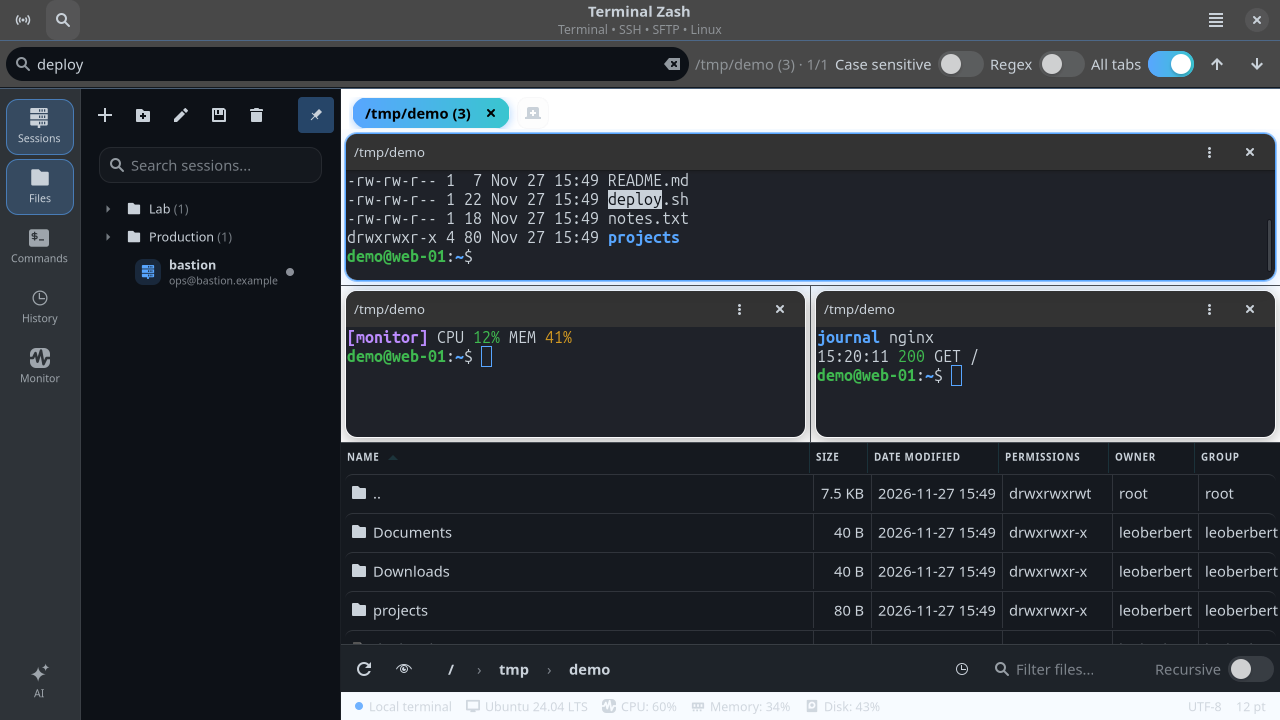 Terminal Zash
Terminal • SSH • SFTP • Linux
deploy
/tmp/demo (3) · 1/1
Case sensitive
Regex
All tabs
Sessions
Files
Commands
History
Monitor
AI
Search sessions...
Lab (1)
Production (1)
bastion
ops@bastion.example
/tmp/demo (3)
/tmp/demo
-rw-rw-r-- 1  7 Nov 27 15:49 README.md
-rw-rw-r-- 1 22 Nov 27 15:49 deploy.sh
-rw-rw-r-- 1 18 Nov 27 15:49 notes.txt
drwxrwxr-x 4 80 Nov 27 15:49 projects
demo@web-01:~$
/tmp/demo
[monitor] CPU 12% MEM 41%
demo@web-01:~$
/tmp/demo
journal nginx
15:20:11 200 GET /
demo@web-01:~$
NAME SIZE DATE MODIFIED PERMISSIONS OWNER GROUP
.. 7.5 KB 2026-11-27 15:49 drwxrwxrwt root root
Documents 40 B 2026-11-27 15:49 drwxrwxr-x leoberbert leoberbert
Downloads 40 B 2026-11-27 15:49 drwxrwxr-x leoberbert leoberbert
projects 80 B 2026-11-27 15:49 drwxrwxr-x leoberbert leoberbert
/ › tmp › demo
Filter files...
Recursive
Local terminal
Ubuntu 24.04 LTS
CPU: 60%
Memory: 34%
Disk: 43%
UTF-8
12 pt